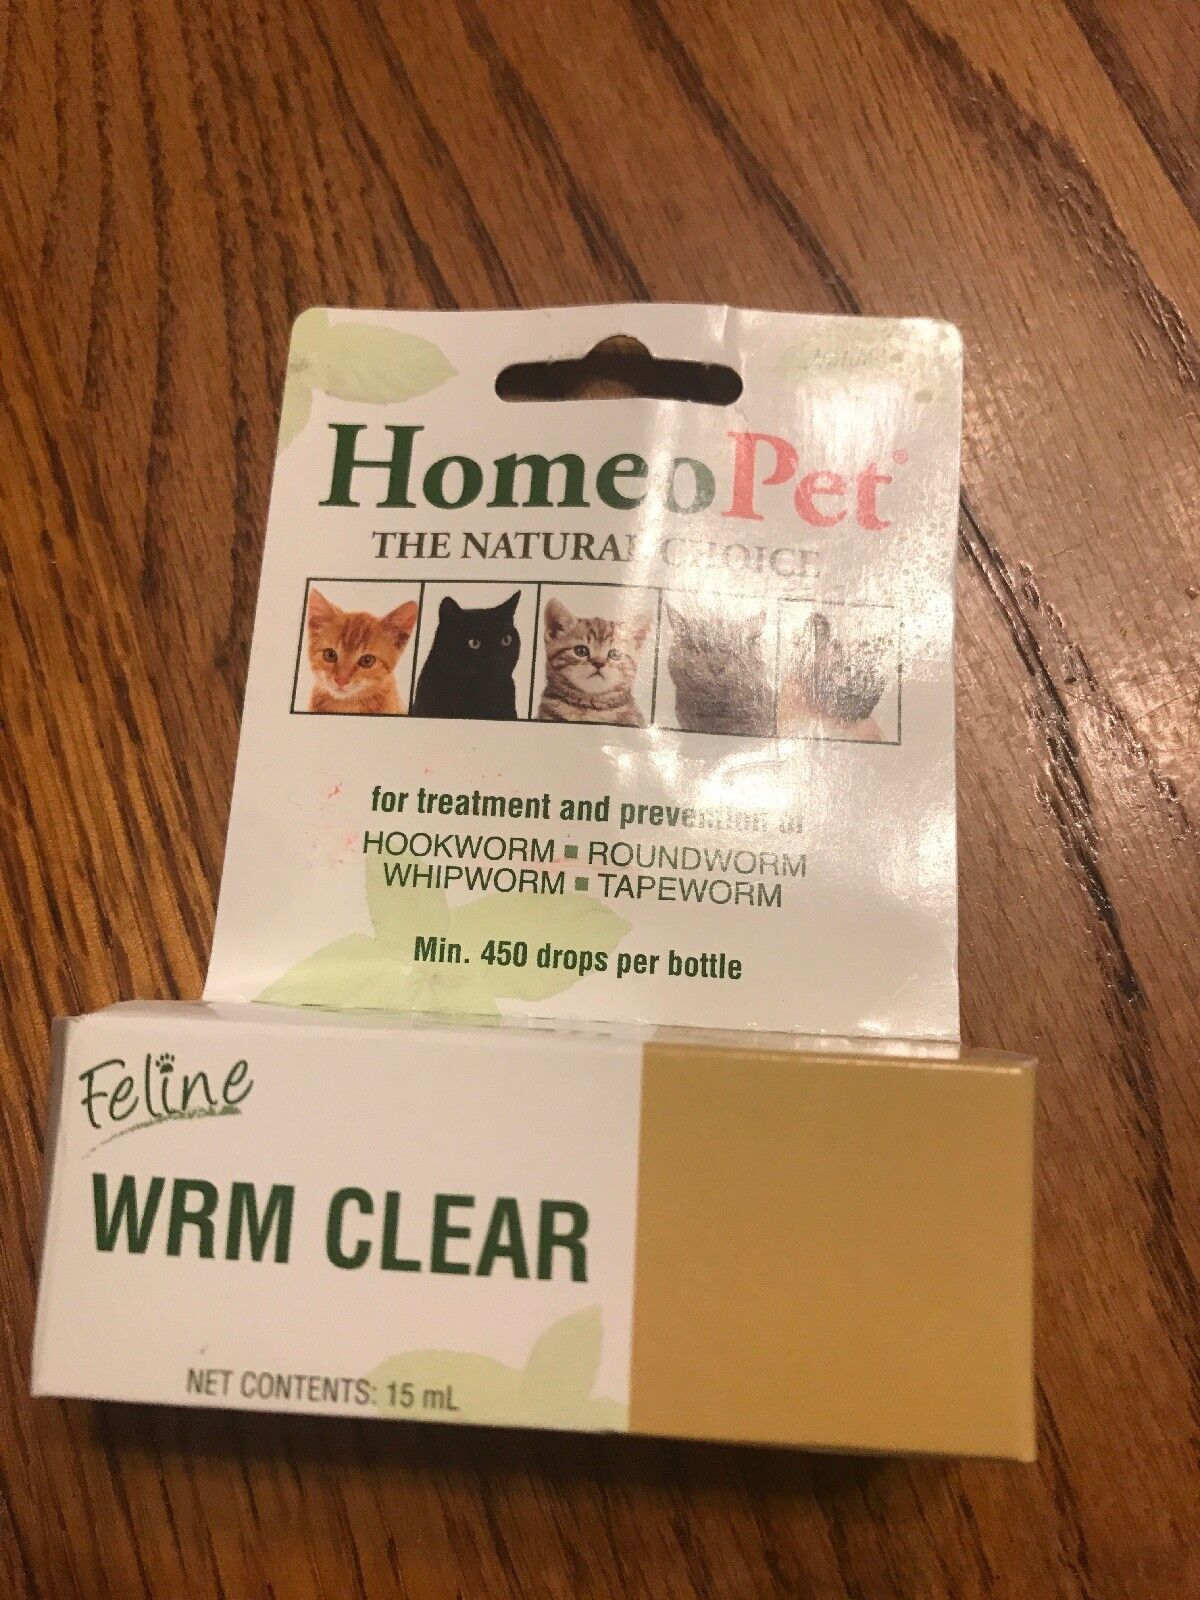 HomeoPet®
THE NATURAL CHOICE
for treatment and prevention of
HOOKWORM ▪ ROUNDWORM
WHIPWORM ▪ TAPEWORM
Min. 450 drops per bottle
Feline
WRM CLEAR
NET CONTENTS: 15 mL